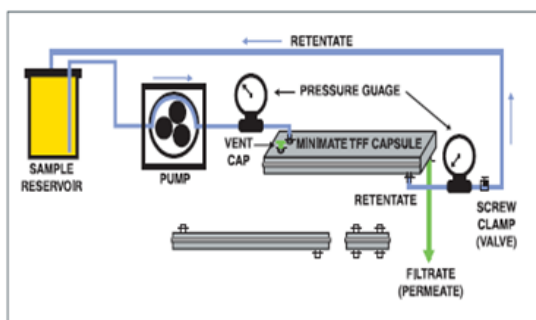 RETENTATE
PRESSURE GUAGE
VENT
CAP
MINIMATE TFF CAPSULE
SAMPLE
RESERVOIR
PUMP
RETENTATE
SCREW
CLAMP
(VALVE)
FILTRATE
(PERMEATE)